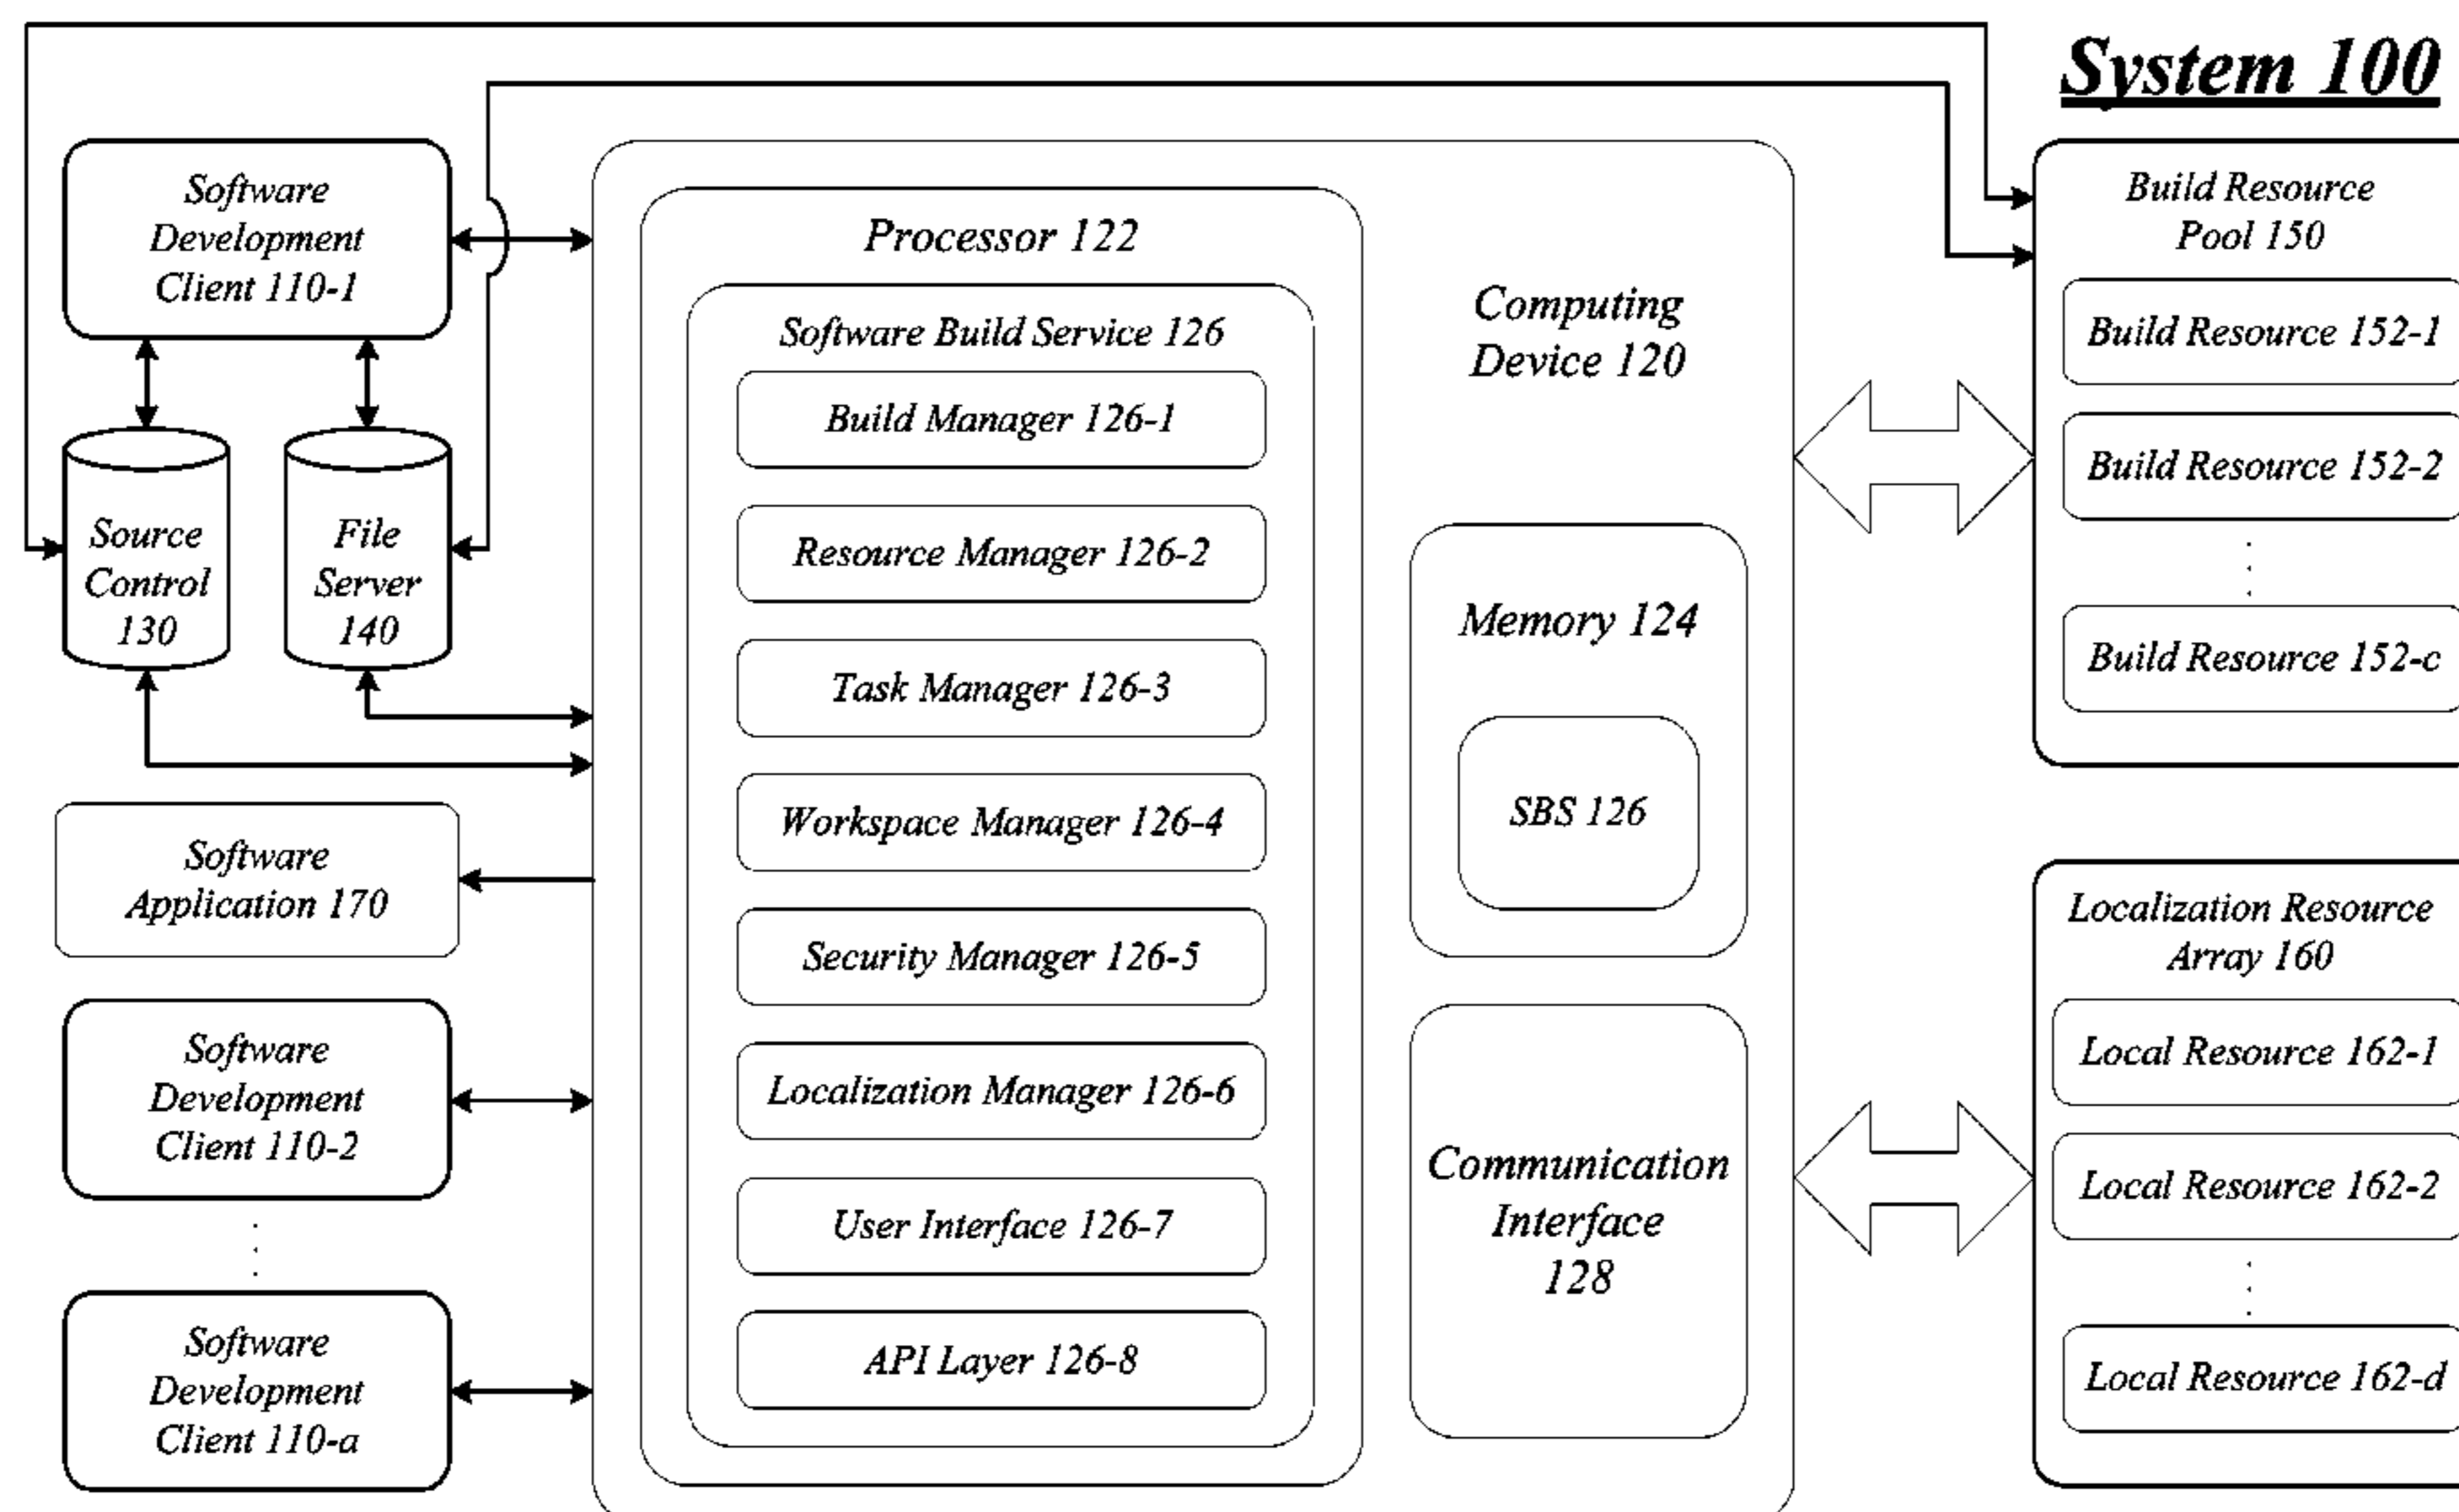 System 100
Software
Development
Client 110-1
Source
Control
130
File
Server
140
Software
Application 170
Software
Development
Client 110-2
Software
Development
Client 110-a
Processor 122
Software Build Service 126
Build Manager 126-1
Resource Manager 126-2
Task Manager 126-3
Workspace Manager 126-4
Security Manager 126-5
Localization Manager 126-6
User Interface 126-7
API Layer 126-8
Computing
Device 120
Memory 124
SBS 126
Communication
Interface
128
Build Resource
Pool 150
Build Resource 152-1
Build Resource 152-2
Build Resource 152-c
Localization Resource
Array 160
Local Resource 162-1
Local Resource 162-2
Local Resource 162-d